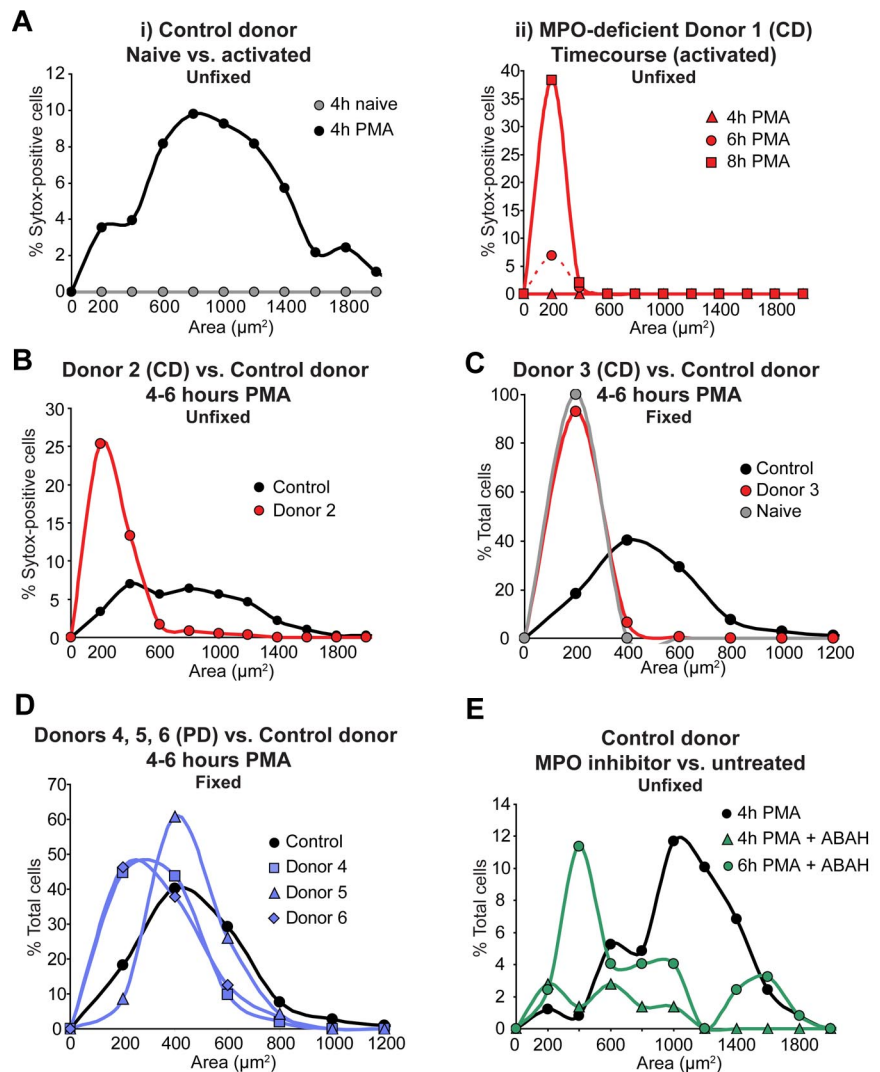 A
i) Control donor
Naive vs. activated
Unfixed
12
10
8
6
4
2
0
% Sytox-positive cells
4h naive
4h PMA
0 200 600 1000 1400 1800
Area (µm²)
ii) MPO-deficient Donor 1 (CD)
Timecourse (activated)
Unfixed
40
35
30
25
20
15
10
5
0
% Sytox-positive cells
4h PMA
6h PMA
8h PMA
0 200 600 1000 1400 1800
Area (µm²)
B
Donor 2 (CD) vs. Control donor
4-6 hours PMA
Unfixed
30
25
20
15
10
5
0
% Sytox-positive cells
Control
Donor 2
0 200 600 1000 1400 1800
Area (µm²)
C
Donor 3 (CD) vs. Control donor
4-6 hours PMA
Fixed
100
80
60
40
20
0
% Total cells
Control
Donor 3
Naive
0 200 400 600 800 1000 1200
Area (µm²)
D
Donors 4, 5, 6 (PD) vs. Control donor
4-6 hours PMA
Fixed
70
60
50
40
30
20
10
0
% Total cells
Control
Donor 4
Donor 5
Donor 6
0 200 400 600 800 1000 1200
Area (µm²)
E
Control donor
MPO inhibitor vs. untreated
Unfixed
14
12
10
8
6
4
2
0
% Total cells
4h PMA
4h PMA + ABAH
6h PMA + ABAH
0 200 600 1000 1400 1800
Area (µm²)